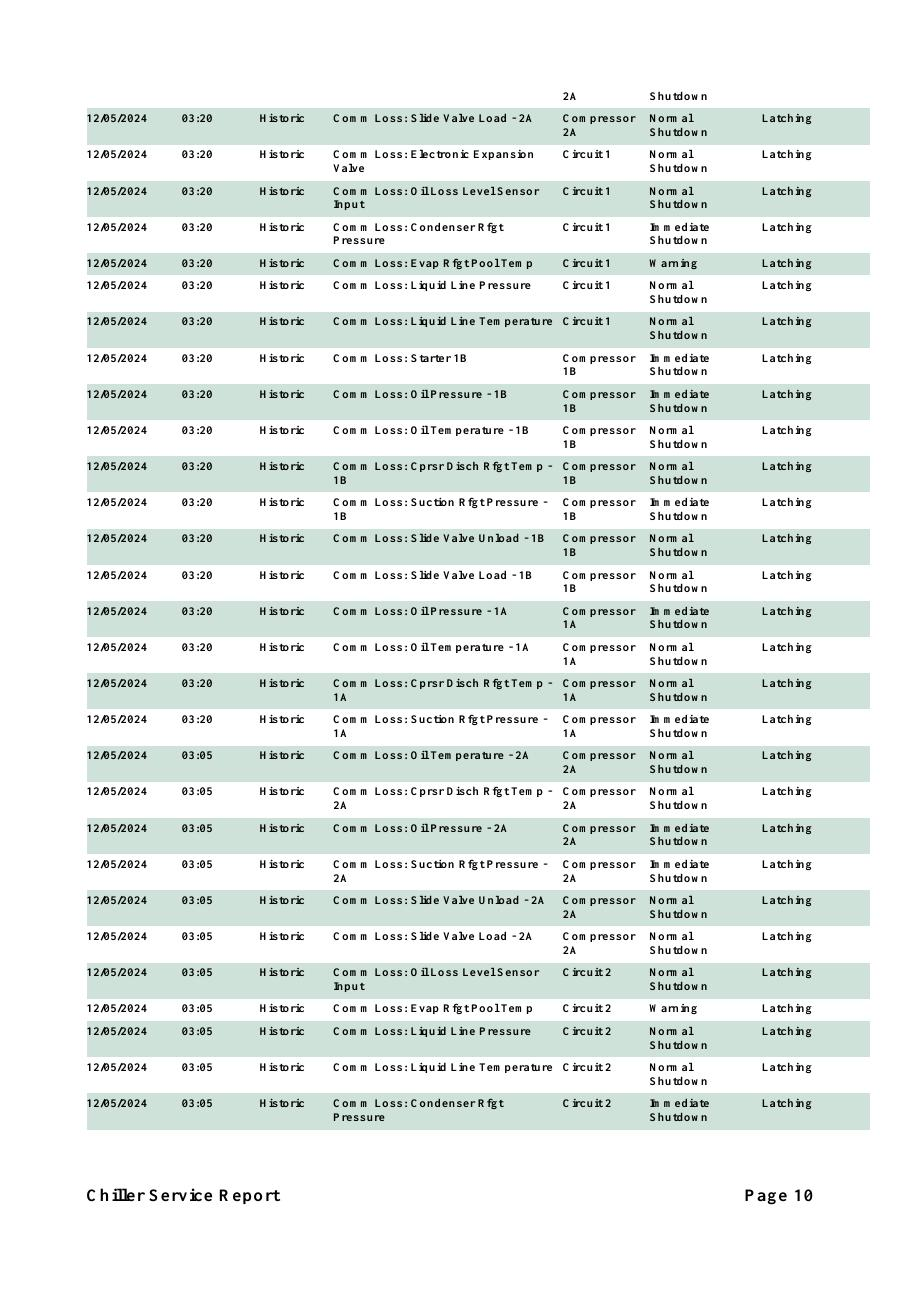 2A Shutdown
12/05/2024 03:20 Historic Comm Loss: Slide Valve Load - 2A Compressor Normal Latching
2A Shutdown
12/05/2024 03:20 Historic Comm Loss: Electronic Expansion Circuit 1 Normal Latching
Valve Shutdown
12/05/2024 03:20 Historic Comm Loss: Oil Loss Level Sensor Circuit 1 Normal Latching
Input Shutdown
12/05/2024 03:20 Historic Comm Loss: Condenser Rfgt Circuit 1 Immediate Latching
Pressure Shutdown
12/05/2024 03:20 Historic Comm Loss: Evap Rfgt Pool Temp Circuit 1 Warning Latching
12/05/2024 03:20 Historic Comm Loss: Liquid Line Pressure Circuit 1 Normal Latching
Shutdown
12/05/2024 03:20 Historic Comm Loss: Liquid Line Temperature Circuit 1 Normal Latching
Shutdown
12/05/2024 03:20 Historic Comm Loss: Starter 1B Compressor Immediate Latching
1B Shutdown
12/05/2024 03:20 Historic Comm Loss: Oil Pressure - 1B Compressor Immediate Latching
1B Shutdown
12/05/2024 03:20 Historic Comm Loss: Oil Temperature - 1B Compressor Normal Latching
1B Shutdown
12/05/2024 03:20 Historic Comm Loss: Cprsr Disch Rfgt Temp - Compressor Normal Latching
1B 1B Shutdown
12/05/2024 03:20 Historic Comm Loss: Suction Rfgt Pressure - Compressor Immediate Latching
1B 1B Shutdown
12/05/2024 03:20 Historic Comm Loss: Slide Valve Unload - 1B Compressor Normal Latching
1B Shutdown
12/05/2024 03:20 Historic Comm Loss: Slide Valve Load - 1B Compressor Normal Latching
1B Shutdown
12/05/2024 03:20 Historic Comm Loss: Oil Pressure - 1A Compressor Immediate Latching
1A Shutdown
12/05/2024 03:20 Historic Comm Loss: Oil Temperature - 1A Compressor Normal Latching
1A Shutdown
12/05/2024 03:20 Historic Comm Loss: Cprsr Disch Rfgt Temp - Compressor Normal Latching
1A 1A Shutdown
12/05/2024 03:20 Historic Comm Loss: Suction Rfgt Pressure - Compressor Immediate Latching
1A 1A Shutdown
12/05/2024 03:05 Historic Comm Loss: Oil Temperature - 2A Compressor Normal Latching
2A Shutdown
12/05/2024 03:05 Historic Comm Loss: Cprsr Disch Rfgt Temp - Compressor Normal Latching
2A 2A Shutdown
12/05/2024 03:05 Historic Comm Loss: Oil Pressure - 2A Compressor Immediate Latching
2A Shutdown
12/05/2024 03:05 Historic Comm Loss: Suction Rfgt Pressure - Compressor Immediate Latching
2A 2A Shutdown
12/05/2024 03:05 Historic Comm Loss: Slide Valve Unload - 2A Compressor Normal Latching
2A Shutdown
12/05/2024 03:05 Historic Comm Loss: Slide Valve Load - 2A Compressor Normal Latching
2A Shutdown
12/05/2024 03:05 Historic Comm Loss: Oil Loss Level Sensor Circuit 2 Normal Latching
Input Shutdown
12/05/2024 03:05 Historic Comm Loss: Evap Rfgt Pool Temp Circuit 2 Warning Latching
12/05/2024 03:05 Historic Comm Loss: Liquid Line Pressure Circuit 2 Normal Latching
Shutdown
12/05/2024 03:05 Historic Comm Loss: Liquid Line Temperature Circuit 2 Normal Latching
Shutdown
12/05/2024 03:05 Historic Comm Loss: Condenser Rfgt Circuit 2 Immediate Latching
Pressure Shutdown
Chiller Service Report Page 10